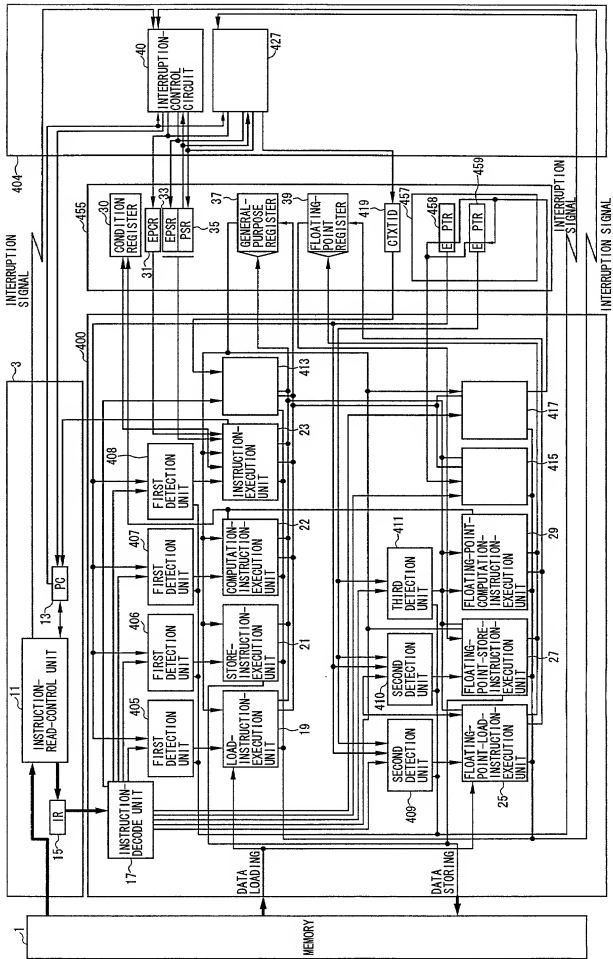 INTERRUPTION
SIGNAL
3
11
INSTRUCTION-
READ-CONTROL UNIT
13
PC
15
IR
404
40
INTERRUPTION-
CONTROL
CIRCUIT
427
455
30
CONDITION
REGISTER
EPCR
31
EPSR
33
PSR
35
37
GENERAL-
PURPOSE
REGISTER
39
FLOATING-
POINT
REGISTER
419
CTXTID
457
458
E
PTR
459
E
PTR
INTERRUPTION
SIGNAL
INTERRUPTION SIGNAL
400
INSTRUCTION-
DECODE UNIT
17
405
FIRST
DETECTION
UNIT
406
FIRST
DETECTION
UNIT
407
FIRST
DETECTION
UNIT
408
FIRST
DETECTION
UNIT
LOAD-
INSTRUCTION-
EXECUTION
UNIT
19
STORE-
INSTRUCTION-
EXECUTION
UNIT
21
COMPUTATION-
INSTRUCTION-
EXECUTION
UNIT
22
INSTRUCTION-
EXECUTION
UNIT
23
413
409
SECOND
DETECTION
UNIT
410
SECOND
DETECTION
UNIT
411
THIRD
DETECTION
UNIT
FLOATING-
POINT-LOAD-
INSTRUCTION-
EXECUTION
UNIT
25
FLOATING-
POINT-STORE-
INSTRUCTION-
EXECUTION
UNIT
27
FLOATING-POINT-
COMPUTATION-
INSTRUCTION-
EXECUTION
UNIT
29
415
417
DATA
LOADING
DATA
STORING
1
MEMORY